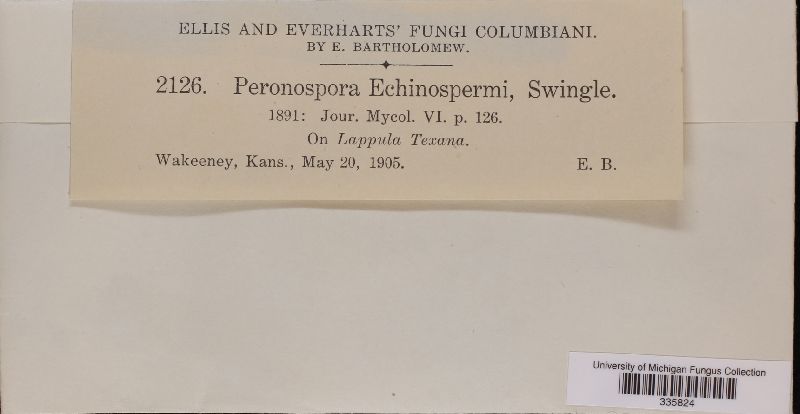 ELLIS AND EVERHARTS' FUNGI COLUMBIANI.
BY E. BARTHOLOMEW.
2126. Peronospora Echinospermi, Swingle.
1891: Jour. Mycol. VI. p. 126.
On Lappula Texana.
Wakeeney, Kans., May 20, 1905. E. B.
University of Michigan Fungus Collection
335824